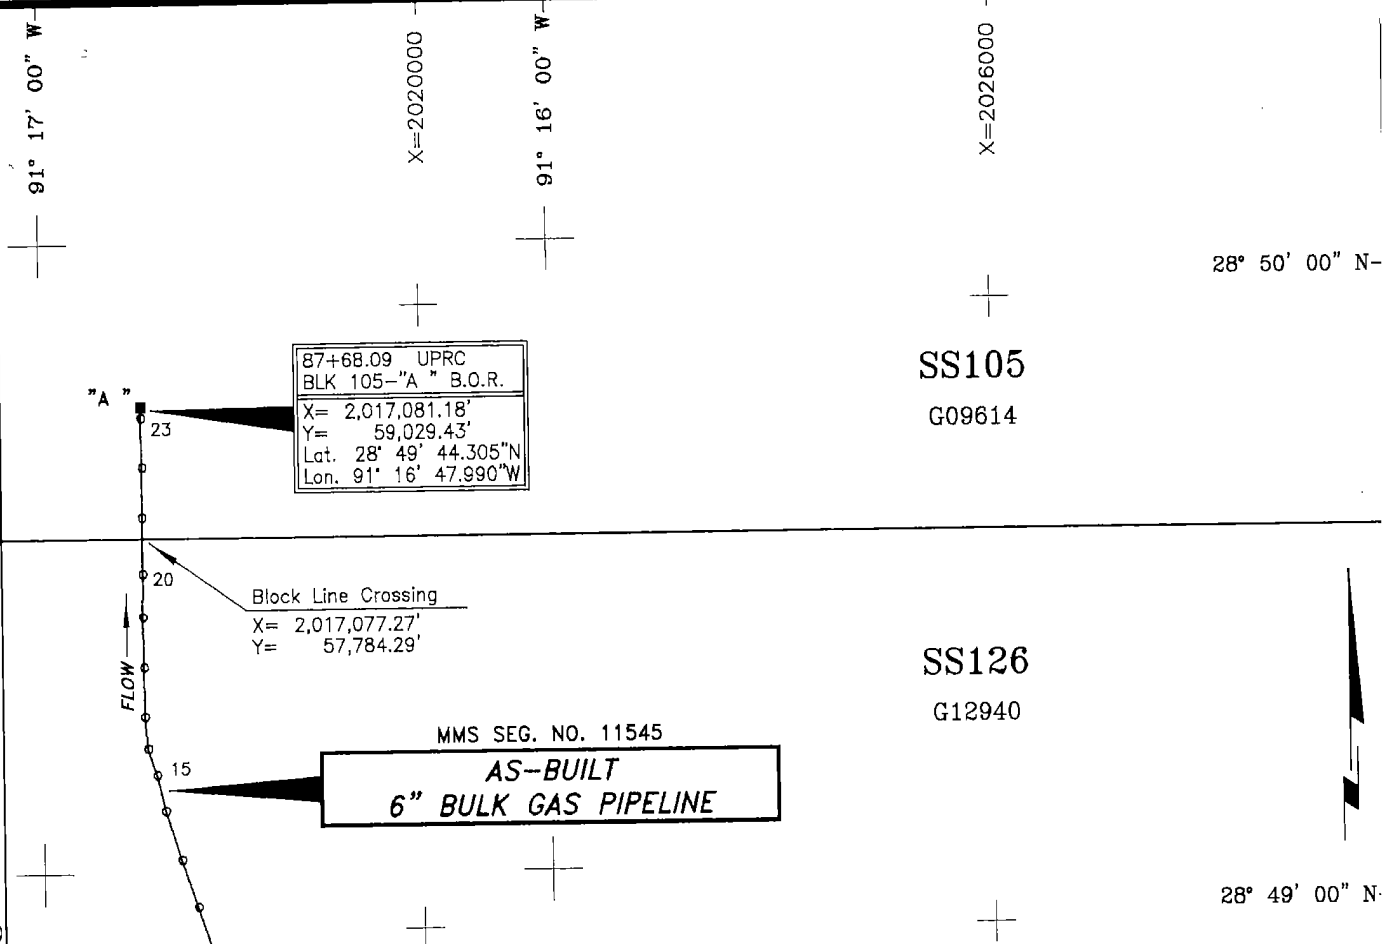 91° 17' 00" W
X=2020000
91° 16' 00" W
X=2026000
28° 50' 00" N
87+68.09 UPRC
BLK 105-"A " B.O.R.
X= 2,017,081.18'
Y= 59,029.43'
Lat. 28° 49' 44.305"N
Lon. 91° 16' 47.990"W
"A "
23
SS105
G09614
20
Block Line Crossing
X= 2,017,077.27'
Y= 57,784.29'
FLOW
SS126
G12940
MMS SEG. NO. 11545
15
AS-BUILT
6" BULK GAS PIPELINE
28° 49' 00" N